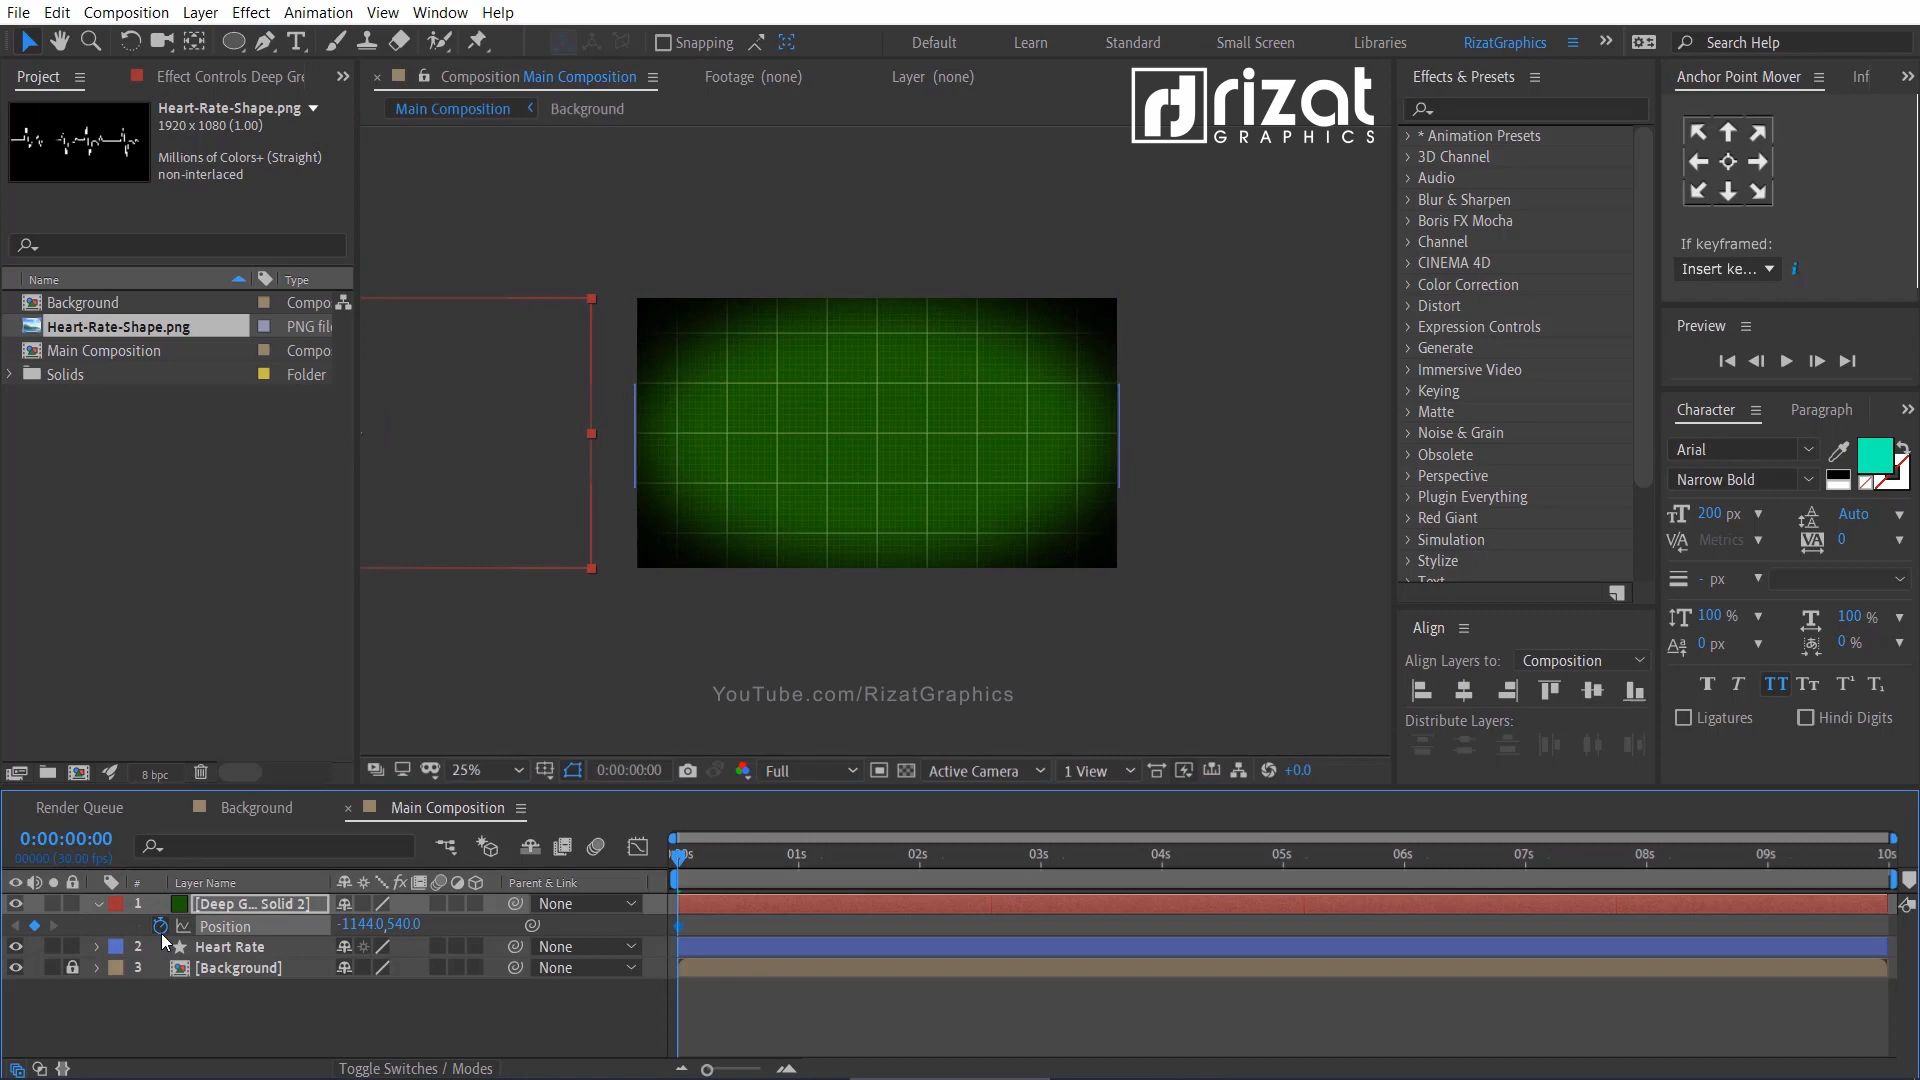 File Edit Composition Layer Effect Animation View Window Help
Snapping Default Learn Standard Small Screen Libraries RizatGraphics Search Help
Project Effect Controls Deep Gre Composition Main Composition Footage (none) Layer (none) Effects & Presets Anchor Point Mover Inf
Heart-Rate-Shape.png
1920 x 1080 (1.00)
Millions of Colors+ (Straight)
non-interlaced
Main Composition Background
rizat
GRAPHICS
* Animation Presets
3D Channel
Audio
Blur & Sharpen
Boris FX Mocha
Channel
CINEMA 4D
Color Correction
Distort
Expression Controls
Generate
Immersive Video
Keying
Matte
Noise & Grain
Obsolete
Perspective
Plugin Everything
Red Giant
Simulation
Stylize
Text
If keyframed:
Insert ke...
Preview
Name Type
Background Compo
Heart-Rate-Shape.png PNG fil
Main Composition Compo
Solids Folder
Character Paragraph
Arial
Narrow Bold
200 px Auto
Metrics 0
- px
100 % 100 %
0 px 0 %
Ligatures Hindi Digits
Align
Align Layers to: Composition
Distribute Layers:
YouTube.com/RizatGraphics
8 bpc
25% 0:00:00:00 Full Active Camera 1 View +0.0
Render Queue Background Main Composition
0:00:00:00
00000 (30.00 fps)
00s 01s 02s 03s 04s 05s 06s 07s 08s 09s 10s
# Layer Name Parent & Link
1 [Deep G... Solid 2] None
Position -1144.0,540.0
2 Heart Rate None
3 [Background] None
Toggle Switches / Modes